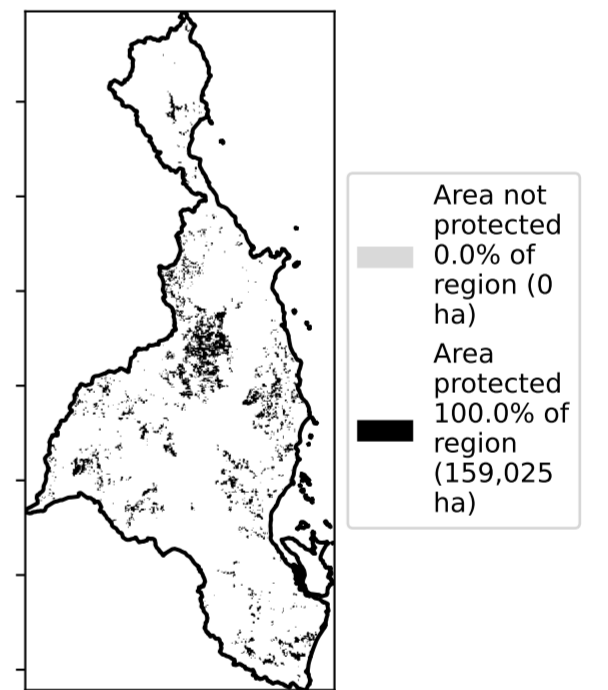 Area not
protected
0.0% of
region (0
ha)
Area
protected
100.0% of
region
(159,025
ha)